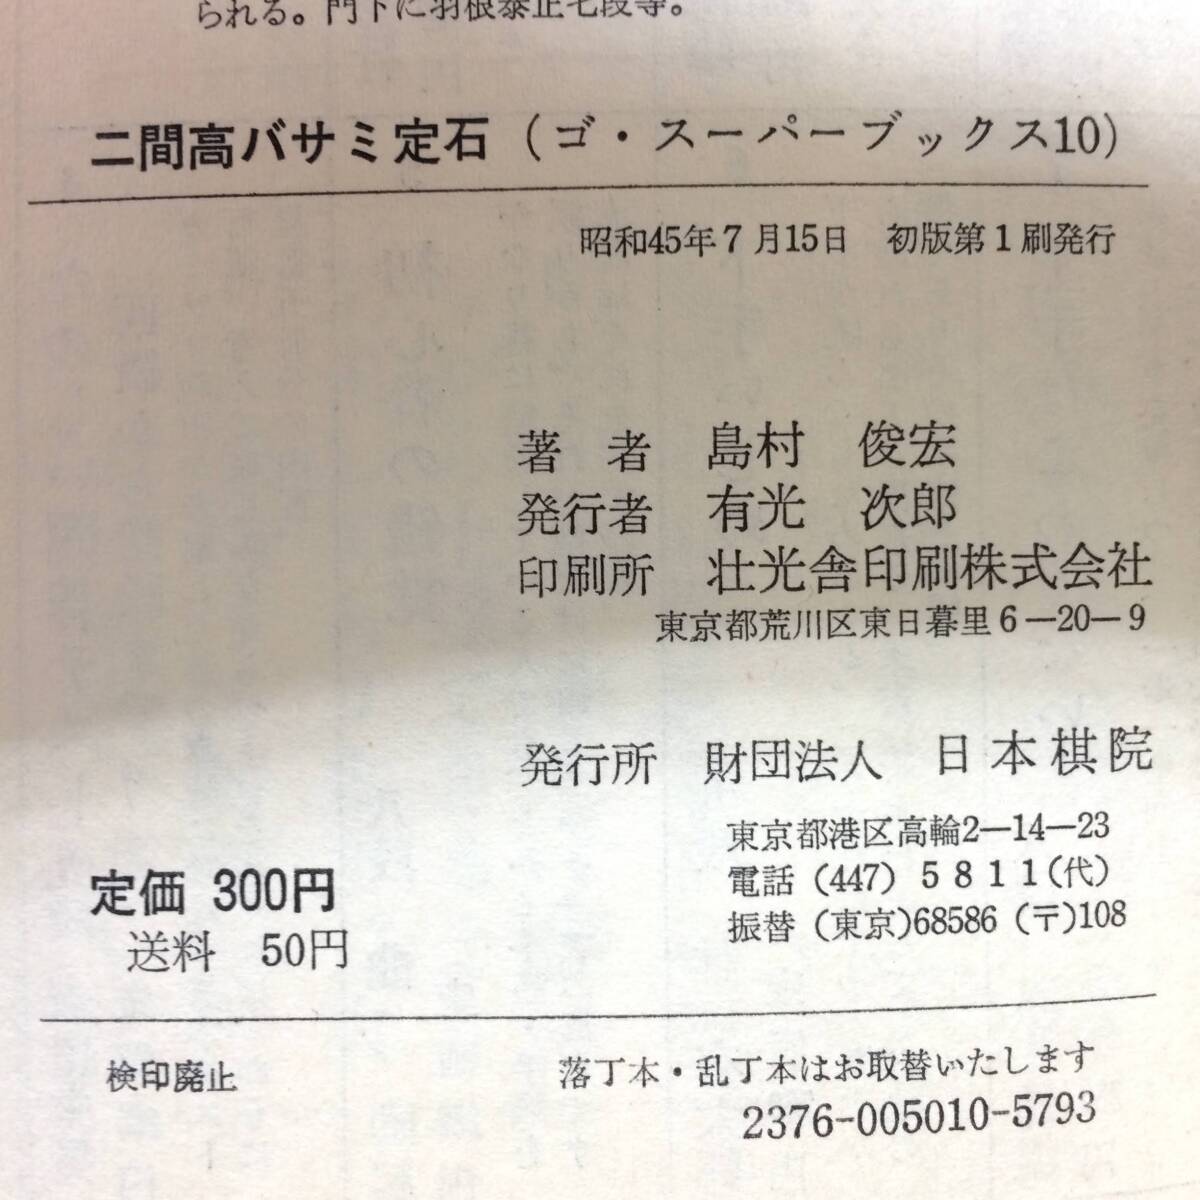 られる。門下に羽根泰正七段等。
二間高バサミ定石（ゴ・スーパーブックス10）
昭和45年7月15日　初版第1刷発行
著　者　島村　俊宏
発行者　有光　次郎
印刷所　壮光舎印刷株式会社
東京都荒川区東日暮里6―20―9
発行所　財団法人　日本棋院
東京都港区高輪2―14―23
電話（447）5811（代）
振替（東京）68586（〒）108
定価 300円
送料　50円
検印廃止
落丁本・乱丁本はお取替いたします
2376-005010-5793